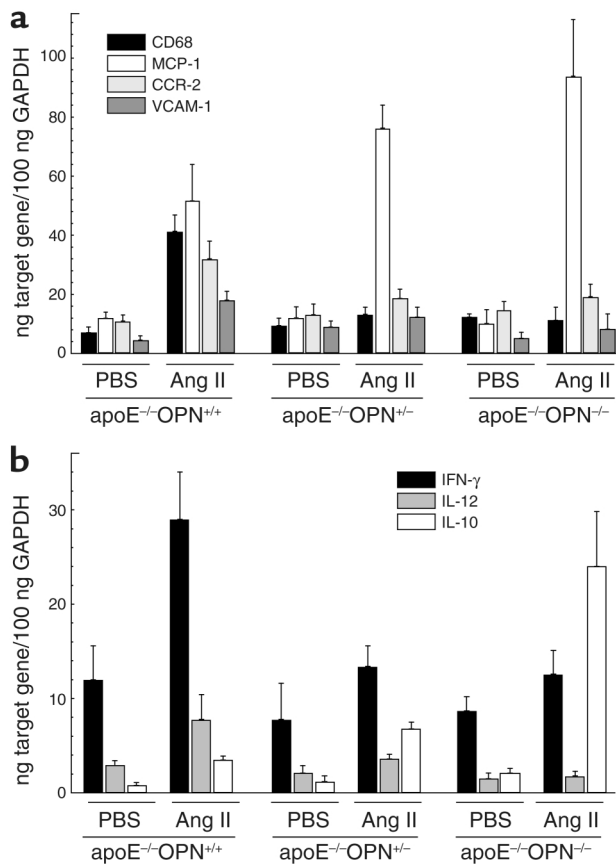 a
CD68
MCP-1
CCR-2
VCAM-1
ng target gene/100 ng GAPDH
100
80
60
40
20
0
PBS Ang II PBS Ang II PBS Ang II
apoE⁻/⁻OPN⁺/⁺ apoE⁻/⁻OPN⁺/⁻ apoE⁻/⁻OPN⁻/⁻
b
IFN-γ
IL-12
IL-10
ng target gene/100 ng GAPDH
30
20
10
0
PBS Ang II PBS Ang II PBS Ang II
apoE⁻/⁻OPN⁺/⁺ apoE⁻/⁻OPN⁺/⁻ apoE⁻/⁻OPN⁻/⁻